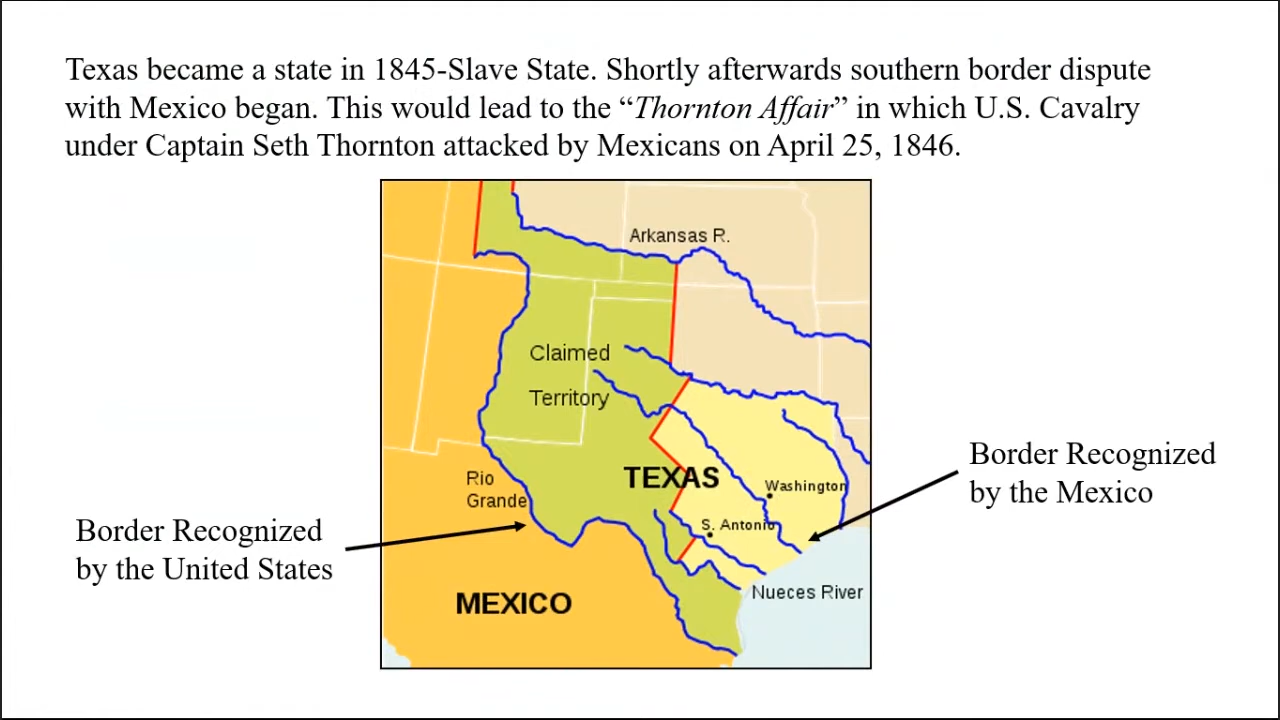 Texas became a state in 1845-Slave State. Shortly afterwards southern border dispute
with Mexico began. This would lead to the “Thornton Affair” in which U.S. Cavalry
under Captain Seth Thornton attacked by Mexicans on April 25, 1846.
Arkansas R.
Claimed
Territory
Rio
Grande
TEXAS
Washington
S. Antonio
Nueces River
MEXICO
Border Recognized
by the United States
Border Recognized
by the Mexico